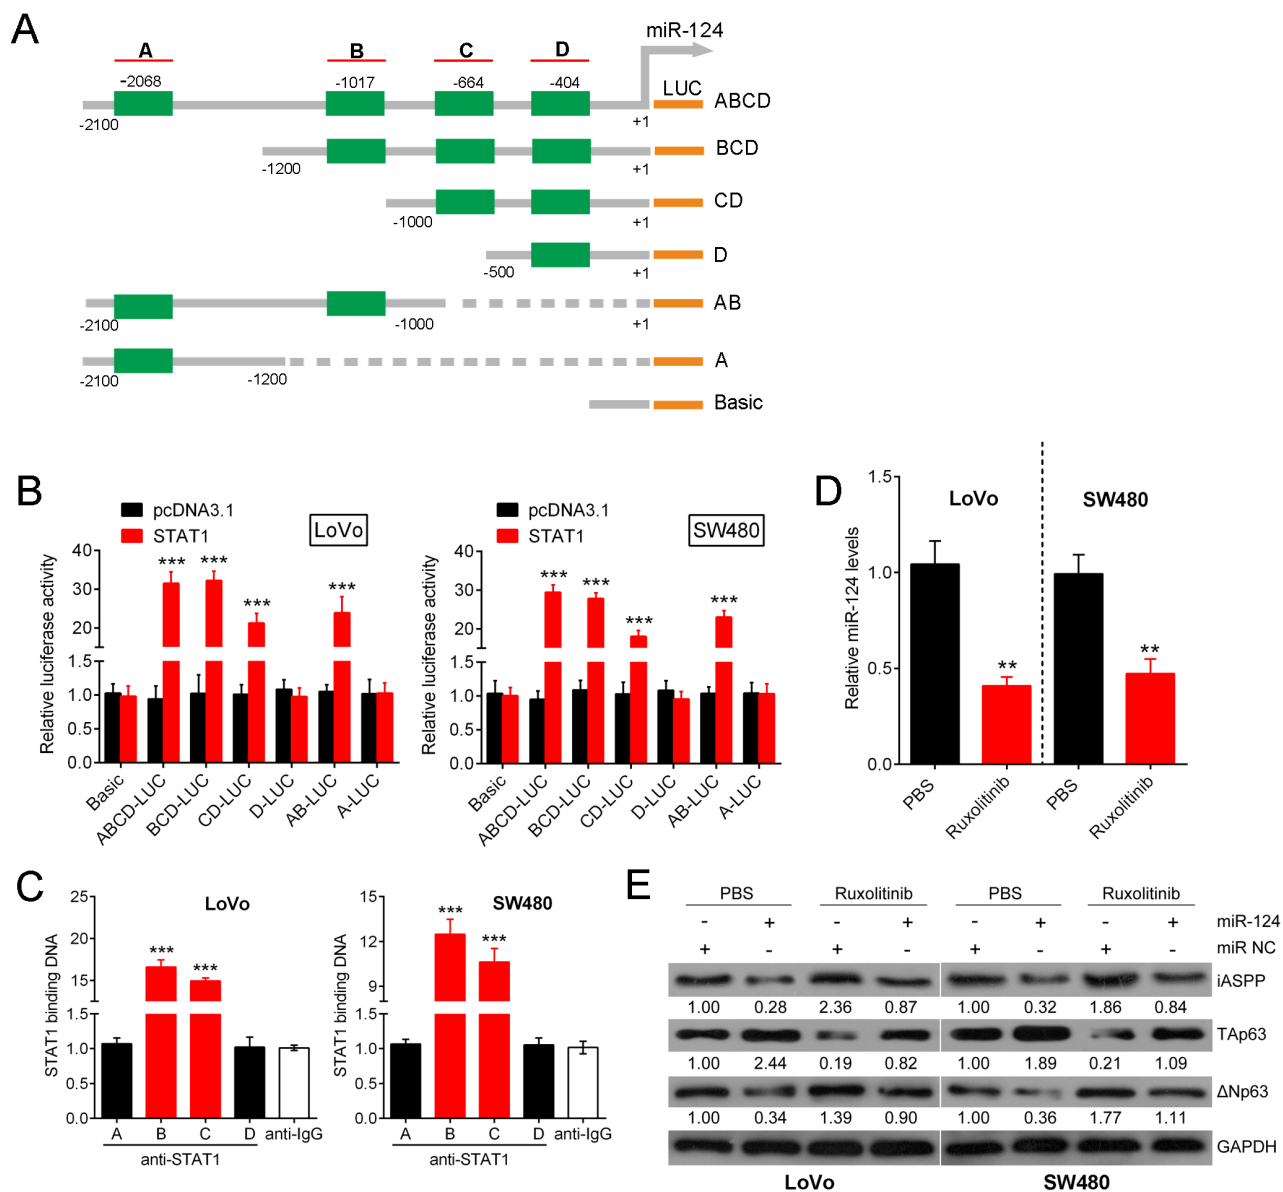 A
miR-124
A B C D
-2068 -1017 -664 -404
LUC
ABCD
-2100 +1
BCD
-1200 +1
CD
-1000 +1
D
-500 +1
AB
-2100 -1000 +1
A
-2100 -1200
Basic
B
pcDNA3.1
STAT1
LoVo
Relative luciferase activity
40
30
20
1.5
1.0
0.5
0.0
*** *** *** ***
Basic ABCD-LUC BCD-LUC CD-LUC D-LUC AB-LUC A-LUC
pcDNA3.1
STAT1
SW480
Relative luciferase activity
40
30
20
1.5
1.0
0.5
0.0
*** *** *** ***
Basic ABCD-LUC BCD-LUC CD-LUC D-LUC AB-LUC A-LUC
D
LoVo SW480
Relative miR-124 levels
1.5
1.0
0.5
0.0
** **
PBS Ruxolitinib PBS Ruxolitinib
C
LoVo
STAT1 binding DNA
25
20
15
1.5
1.0
0.5
0.0
*** ***
A B C D anti-IgG
anti-STAT1
SW480
STAT1 binding DNA
15
12
9
1.5
1.0
0.5
0.0
*** ***
A B C D anti-IgG
anti-STAT1
E
PBS Ruxolitinib PBS Ruxolitinib
- + - + - + - + miR-124
+ - + - + - + - miR NC
iASPP
1.00 0.28 2.36 0.87 1.00 0.32 1.86 0.84
TAp63
1.00 2.44 0.19 0.82 1.00 1.89 0.21 1.09
ΔNp63
1.00 0.34 1.39 0.90 1.00 0.36 1.77 1.11
GAPDH
LoVo SW480